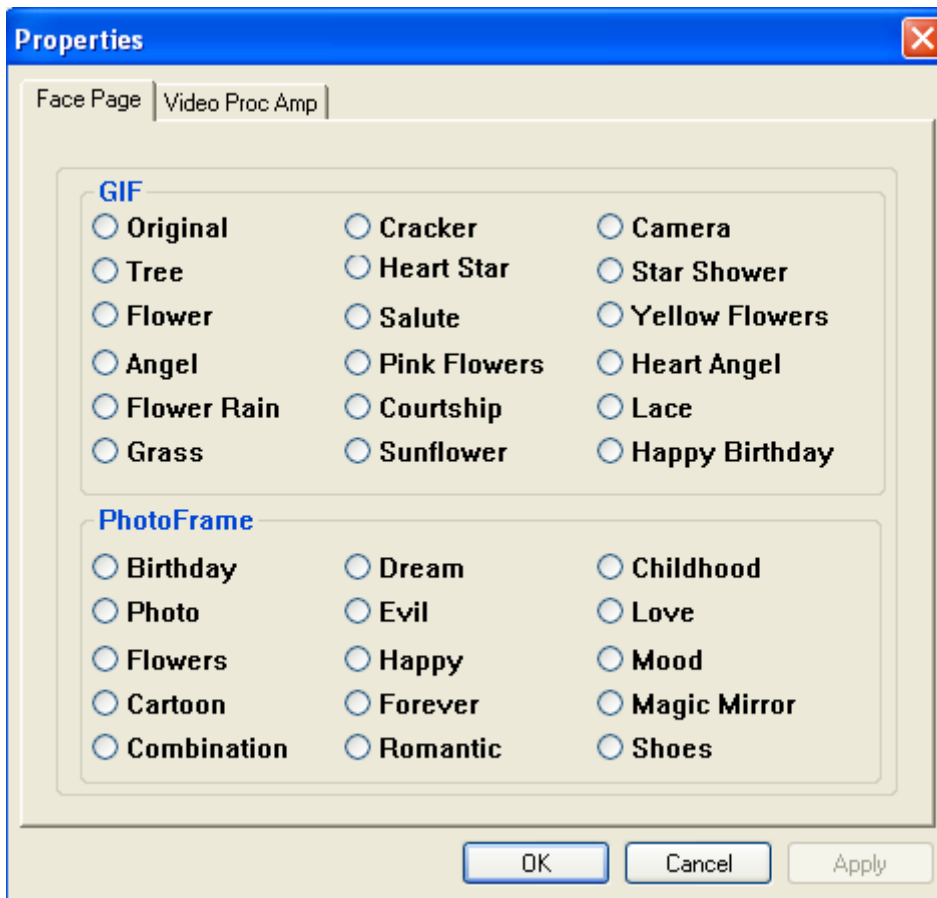 Properties
Face Page Video Proc Amp
GIF
Original Cracker Camera
Tree Heart Star Star Shower
Flower Salute Yellow Flowers
Angel Pink Flowers Heart Angel
Flower Rain Courtship Lace
Grass Sunflower Happy Birthday
PhotoFrame
Birthday Dream Childhood
Photo Evil Love
Flowers Happy Mood
Cartoon Forever Magic Mirror
Combination Romantic Shoes
OK Cancel Apply